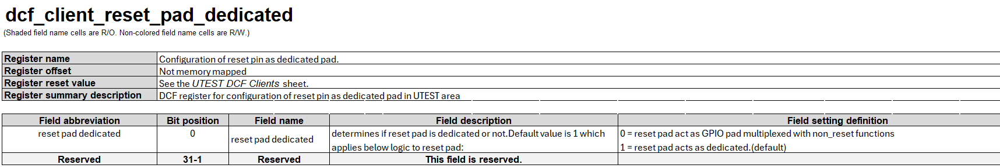 dcf_client_reset_pad_dedicated
(Shaded field name cells are R/O. Non-colored field name cells are R/W.)
Register name Configuration of reset pin as dedicated pad.
Register offset Not memory mapped
Register reset value See the UTEST DCF Clients sheet.
Register summary description DCF register for configuration of reset pin as dedicated pad in UTEST area
Field abbreviation Bit position Field name Field description Field setting definition
reset pad dedicated 0 reset pad dedicated determines if reset pad is dedicated or not.Default value is 1 which 0 = reset pad act as GPIO pad multiplexed with non_reset functions
applies below logic to reset pad: 1 = reset pad acts as dedicated.(default)
Reserved 31-1 Reserved This field is reserved.